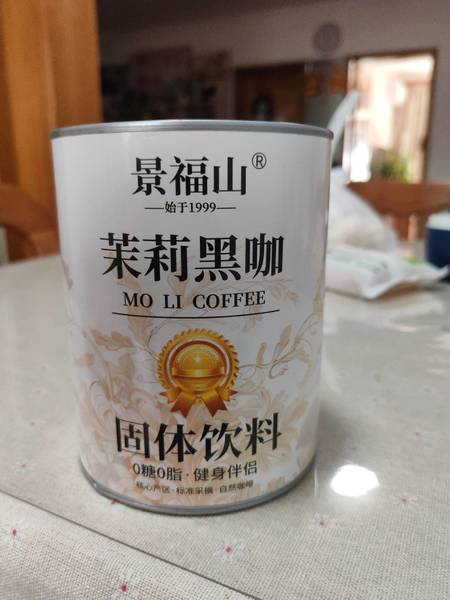 景福山®
始于1999
茉莉黑咖
MO LI COFFEE
固体饮料
0糖0脂·健身伴侣
核心产区·标准采摘·自然咖啡